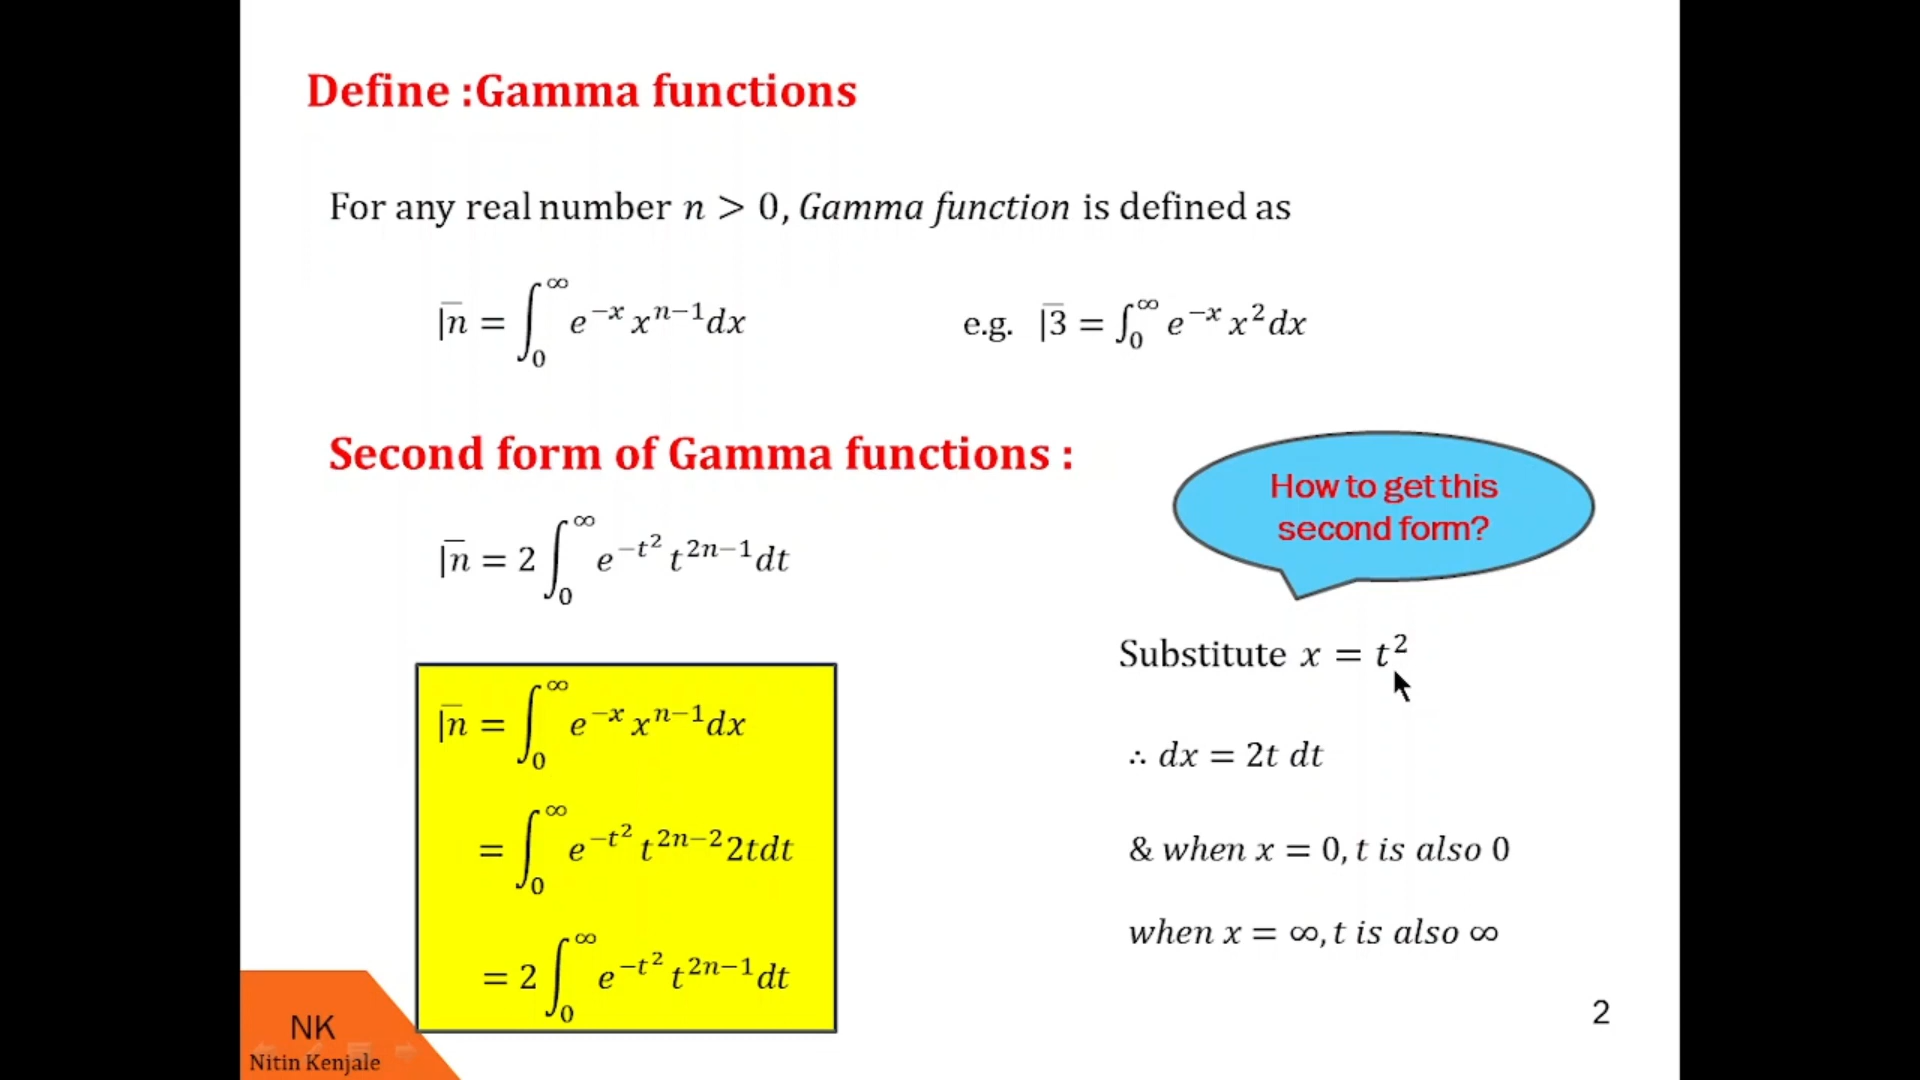 Define :Gamma functions
For any real number n > 0, Gamma function is defined as
|n̅ = ∫₀^∞ e^{−x} x^{n−1}dx
e.g. |3̅ = ∫₀^∞ e^{−x} x²dx
Second form of Gamma functions :
How to get this
second form?
|n̅ = 2 ∫₀^∞ e^{−t²} t^{2n−1}dt
Substitute x = t²
|n̅ = ∫₀^∞ e^{−x} x^{n−1}dx
∴ dx = 2t dt
= ∫₀^∞ e^{−t²} t^{2n−2}2tdt
& when x = 0, t is also 0
when x = ∞, t is also ∞
= 2 ∫₀^∞ e^{−t²} t^{2n−1}dt
NK
Nitin Kenjale
2